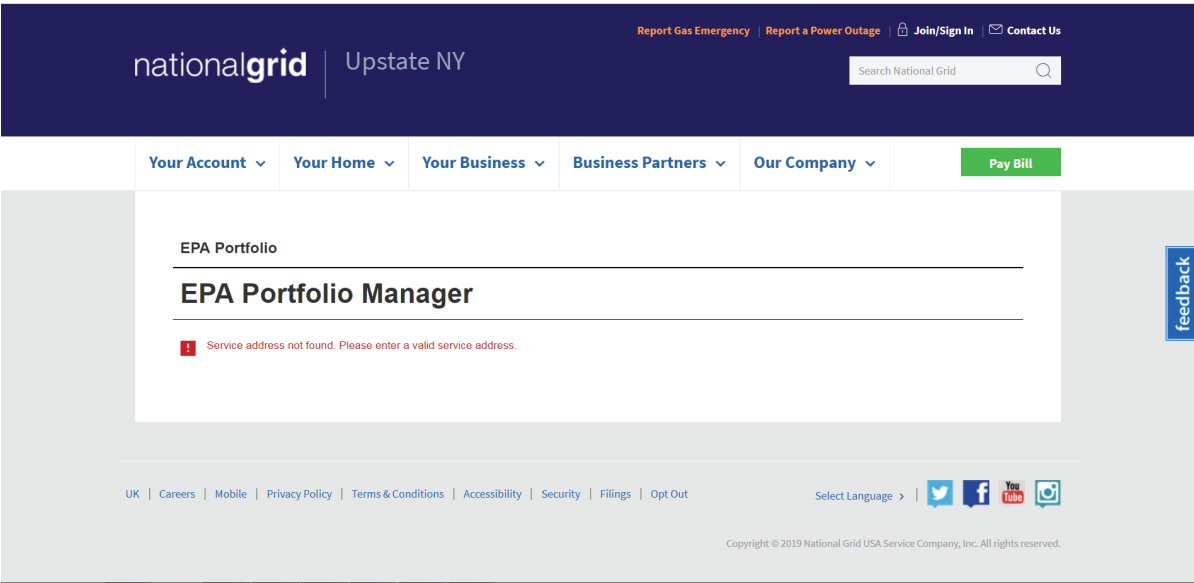 Report Gas Emergency | Report a Power Outage | Join/Sign In | Contact Us
nationalgrid | Upstate NY
Search National Grid
Your Account Your Home Your Business Business Partners Our Company Pay Bill
EPA Portfolio
EPA Portfolio Manager
! Service address not found. Please enter a valid service address.
feedback
UK | Careers | Mobile | Privacy Policy | Terms & Conditions | Accessibility | Security | Filings | Opt Out Select Language > | You Tube
Copyright © 2019 National Grid USA Service Company, Inc. All rights reserved.